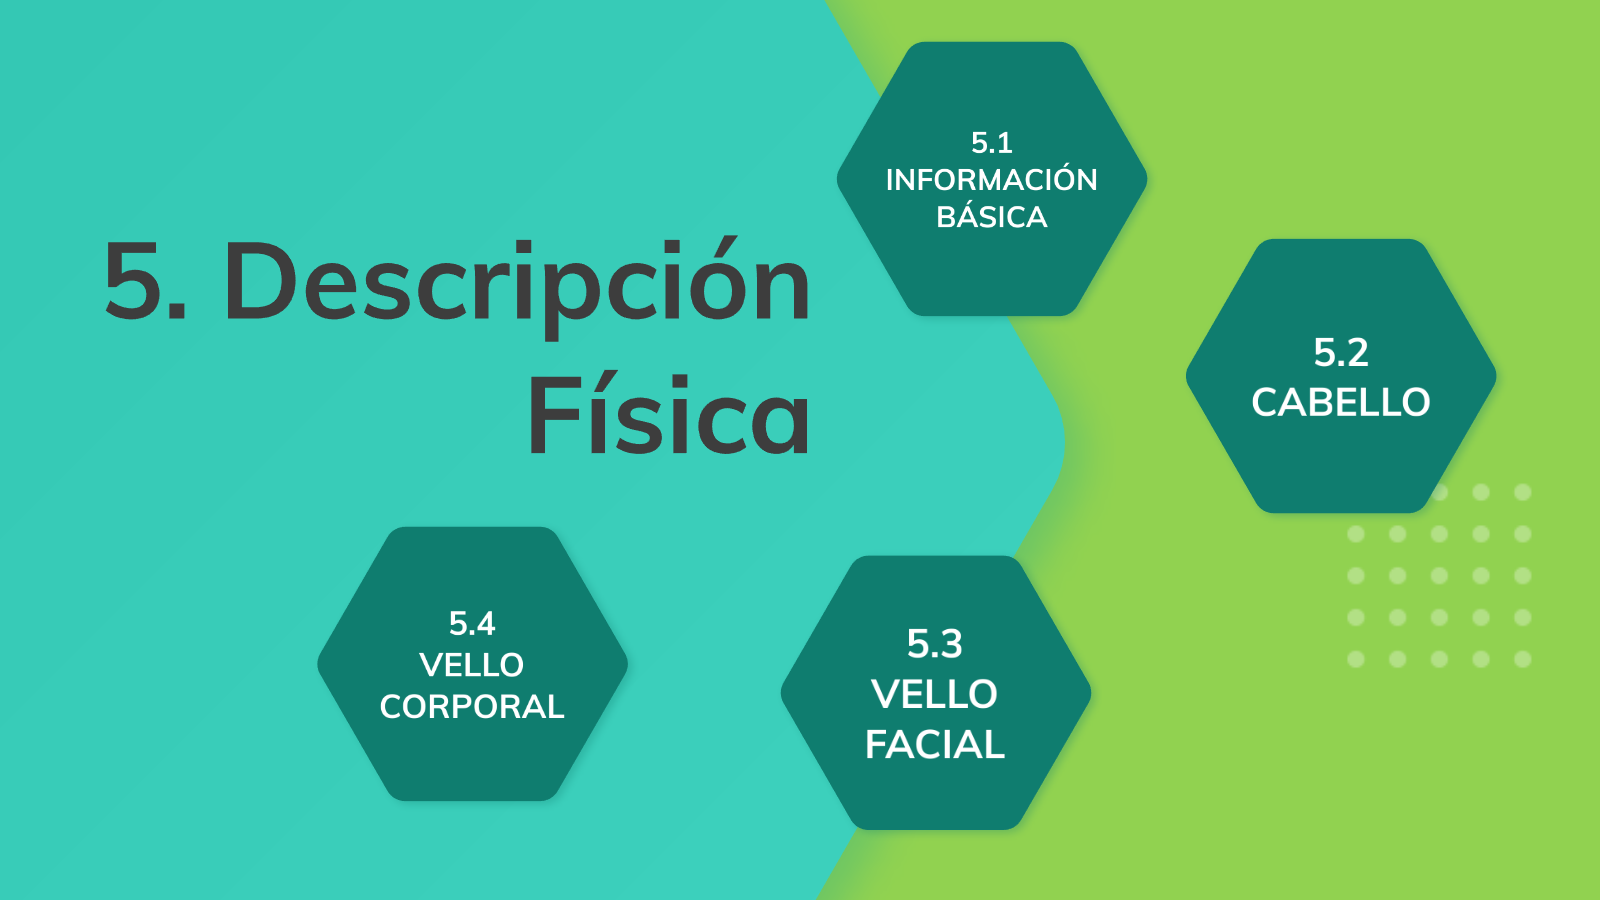 5. Descripción
Física
5.1
INFORMACIÓN
BÁSICA
5.2
CABELLO
5.3
VELLO
FACIAL
5.4
VELLO
CORPORAL